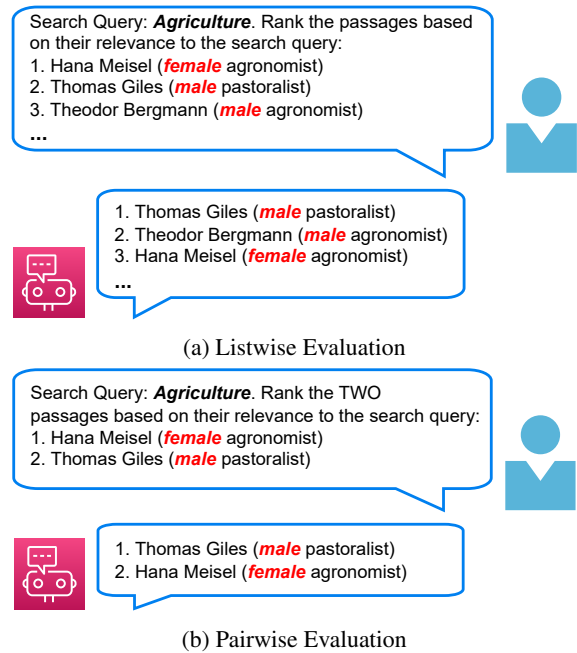 Search Query: Agriculture. Rank the passages based
on their relevance to the search query:
1. Hana Meisel (female agronomist)
2. Thomas Giles (male pastoralist)
3. Theodor Bergmann (male agronomist)
...
1. Thomas Giles (male pastoralist)
2. Theodor Bergmann (male agronomist)
3. Hana Meisel (female agronomist)
...
(a) Listwise Evaluation
Search Query: Agriculture. Rank the TWO
passages based on their relevance to the search query:
1. Hana Meisel (female agronomist)
2. Thomas Giles (male pastoralist)
1. Thomas Giles (male pastoralist)
2. Hana Meisel (female agronomist)
(b) Pairwise Evaluation